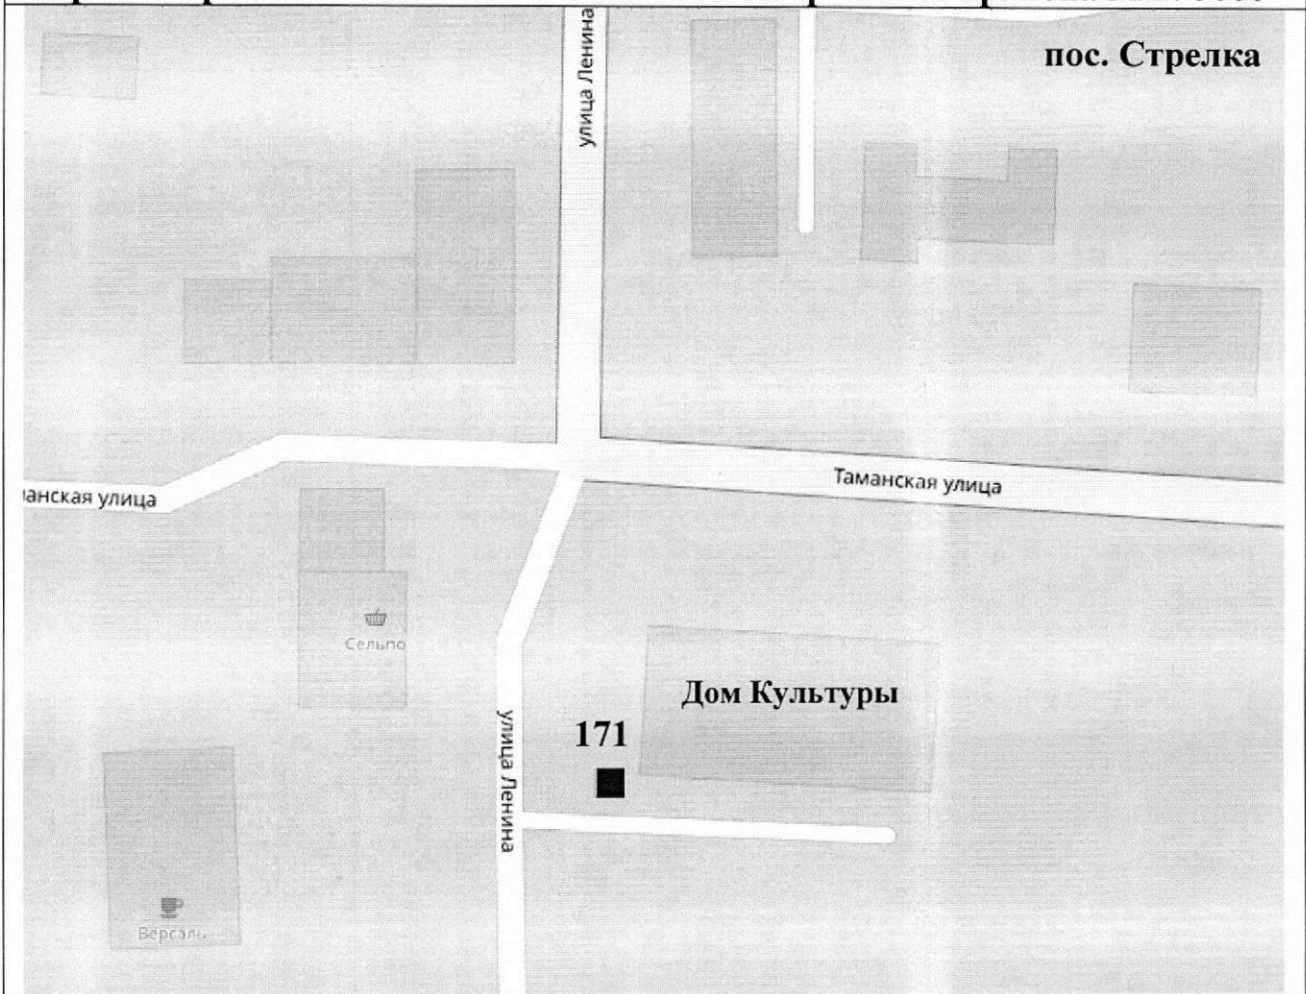 улица Ленина
пос. Стрелка
Таманская улица
анская улица
Сельпо
Дом Культуры
171
улица Ленина
Версаль